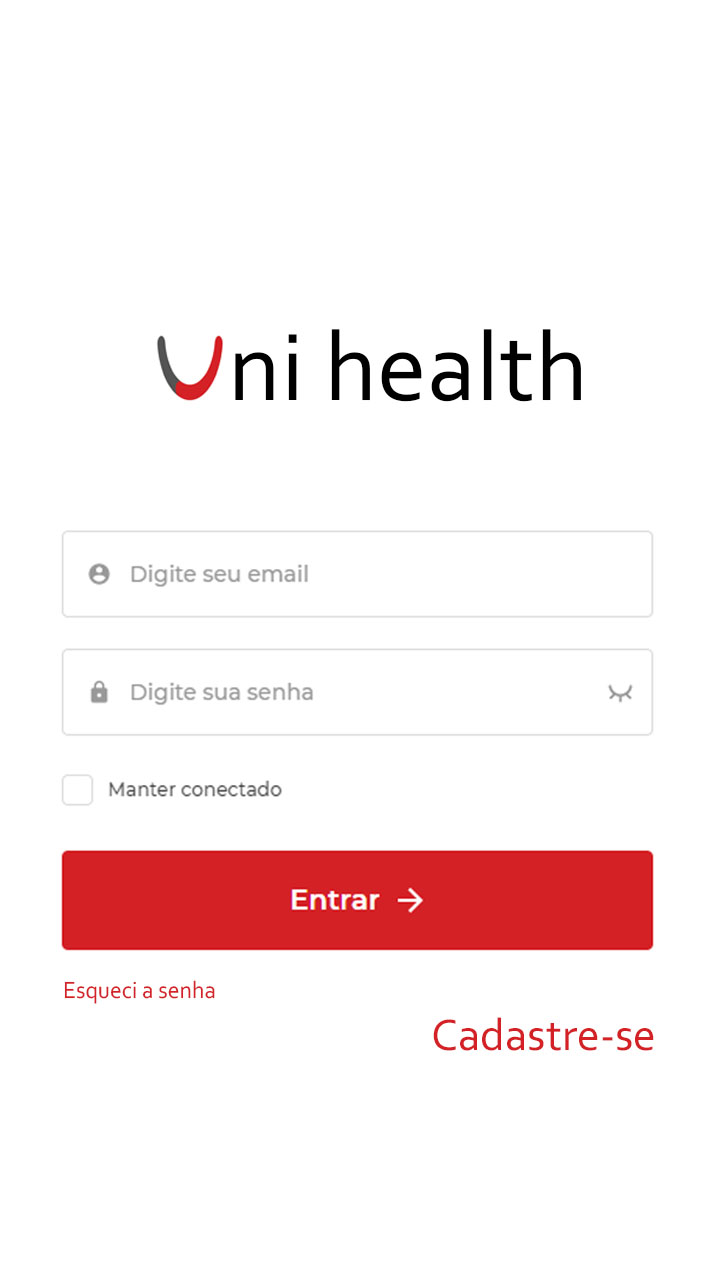 Uni health
Digite seu email
Digite sua senha
Manter conectado
Entrar →
Esqueci a senha
Cadastre-se